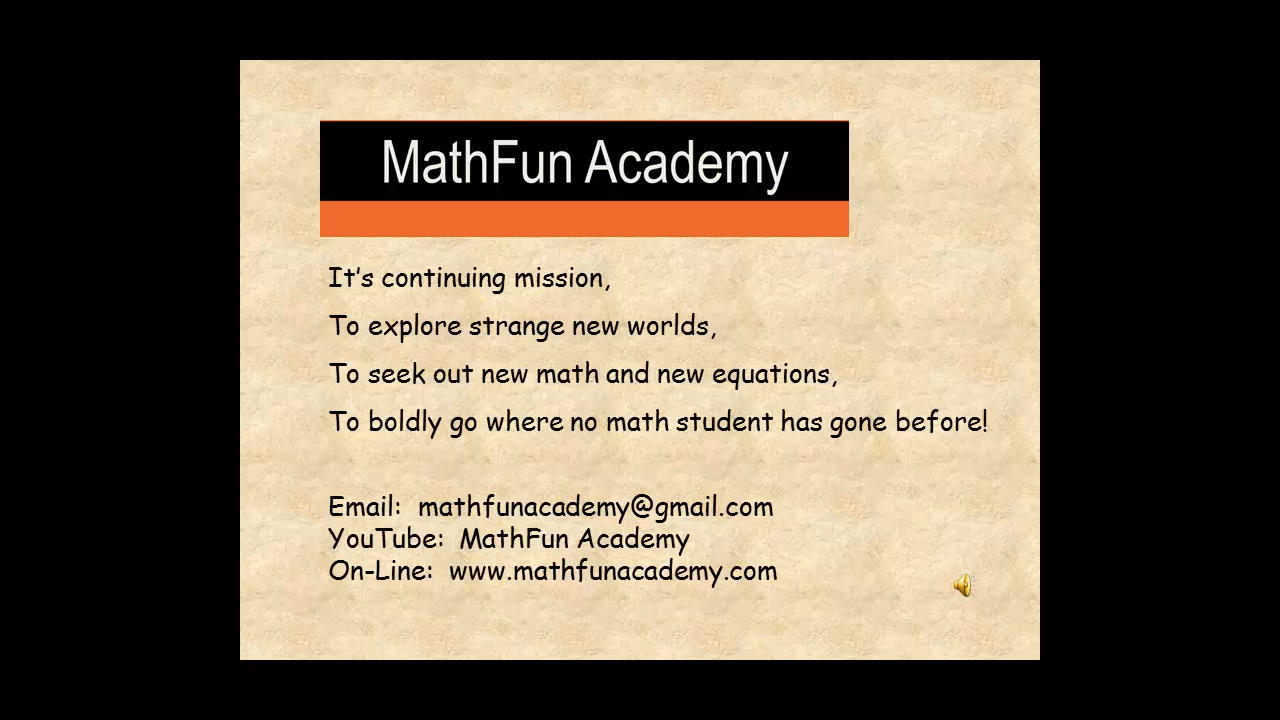 MathFun Academy
It's continuing mission,
To explore strange new worlds,
To seek out new math and new equations,
To boldly go where no math student has gone before!
Email:  mathfunacademy@gmail.com
YouTube:  MathFun Academy
On-Line:  www.mathfunacademy.com